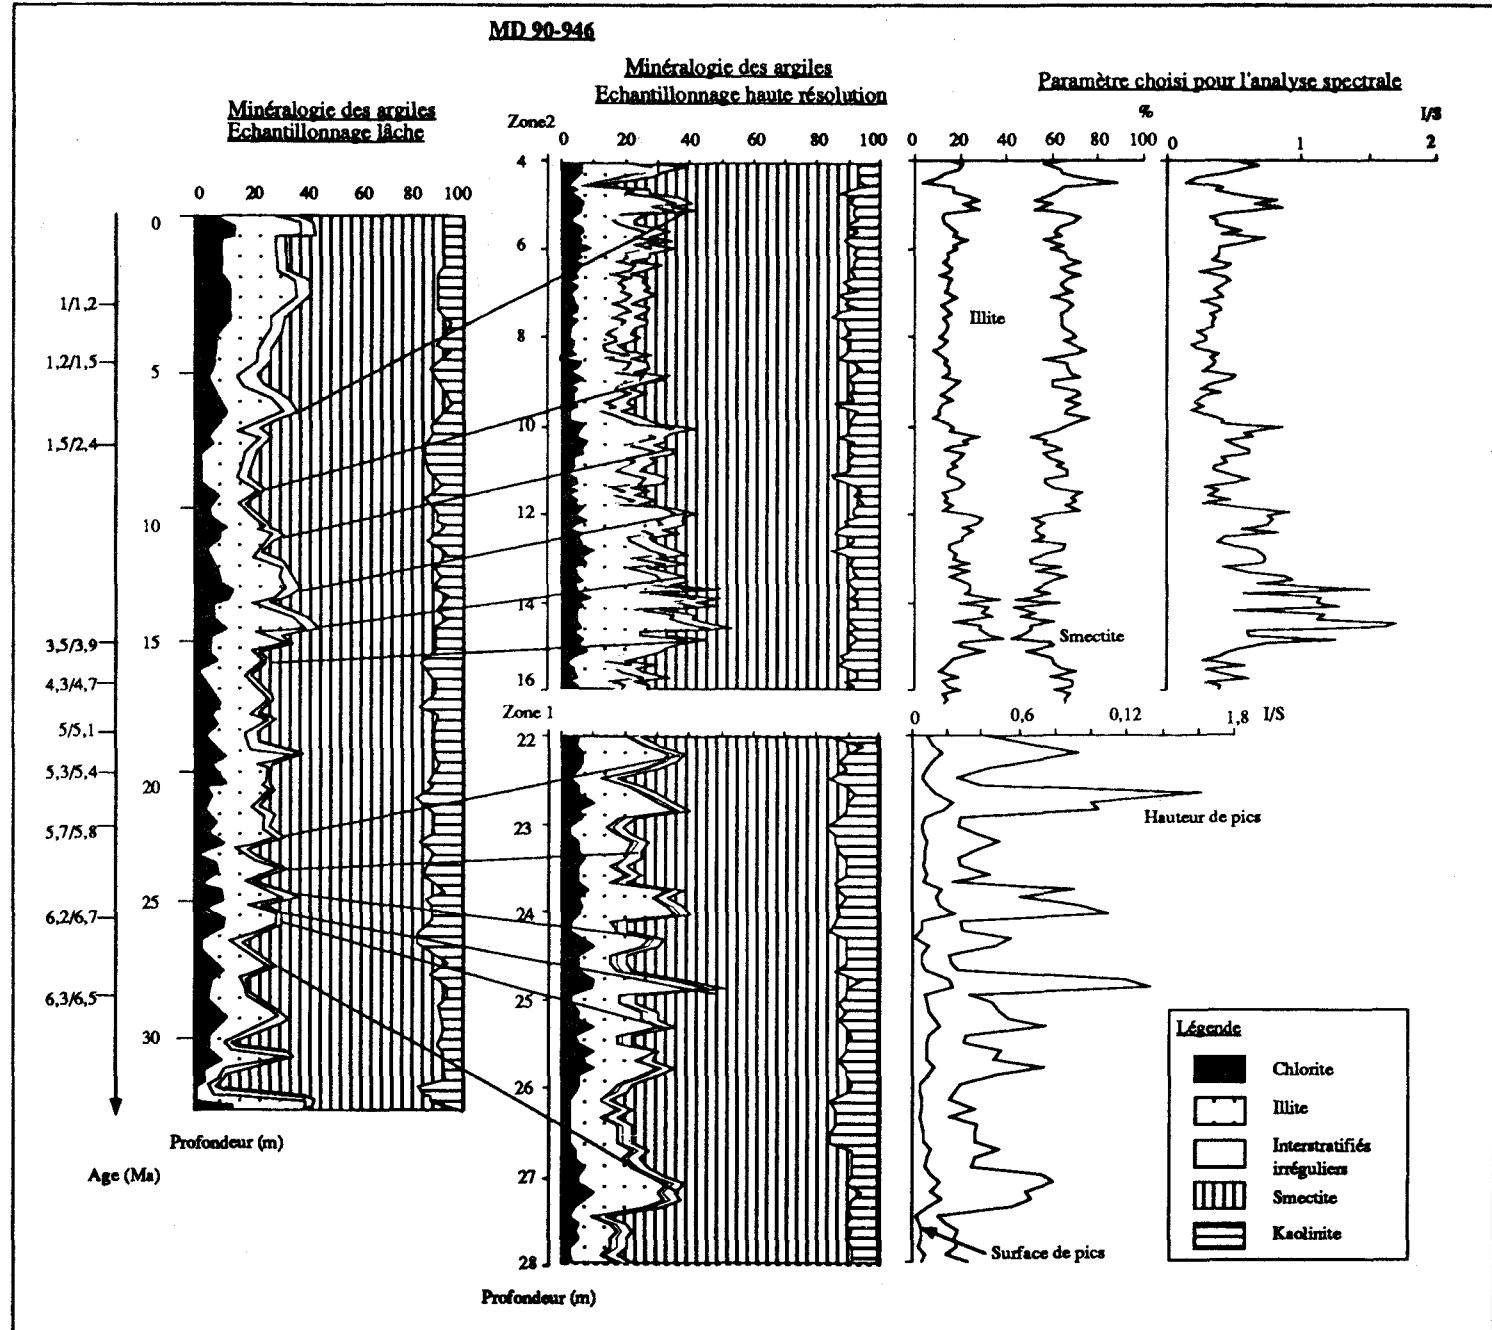 MD 90-946
Minéralogie des argiles
Echantillonnage lâche
0 20 40 60 80 100
0
5
10
15
20
25
30
1/1,2
1,2/1,5
1,5/2,4
3,5/3,9
4,3/4,7
5/5,1
5,3/5,4
5,7/5,8
6,2/6,7
6,3/6,5
Profondeur (m)
Age (Ma)
Minéralogie des argiles
Echantillonnage haute résolution
Zone2
0 20 40 60 80 100
4
6
8
10
12
14
16
Zone 1
22
23
24
25
26
27
28
Profondeur (m)
Paramètre choisi pour l'analyse spectrale
% I/S
0 20 40 60 80 100 0 1 2
Illite
Smectite
0 0,6 0,12 1,8 I/S
Hauteur de pics
Surface de pics
Légende
Chlorite
Illite
Interstratifiés
irréguliers
Smectite
Kaolinite